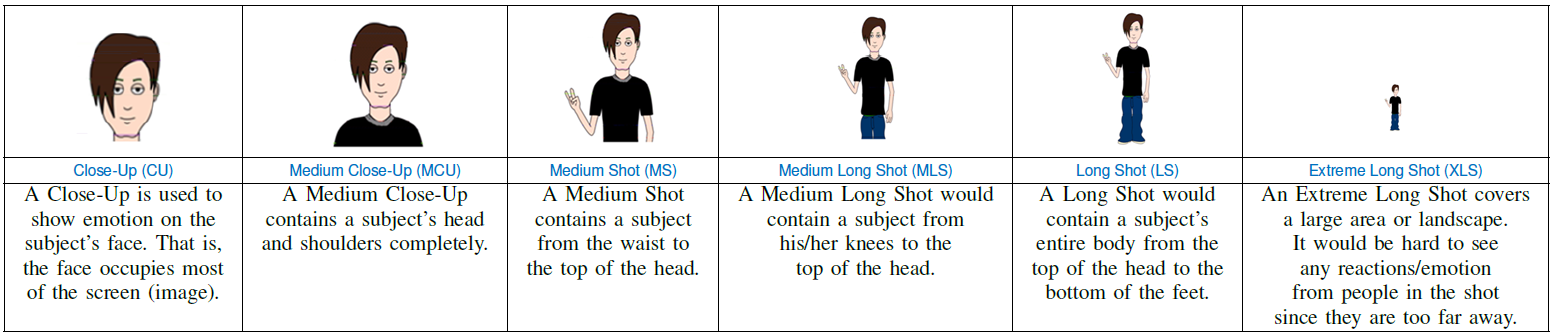 Close-Up (CU)
Medium Close-Up (MCU)
Medium Shot (MS)
Medium Long Shot (MLS)
Long Shot (LS)
Extreme Long Shot (XLS)
A Close-Up is used to
show emotion on the
subject's face. That is,
the face occupies most
of the screen (image).
A Medium Close-Up
contains a subject's head
and shoulders completely.
A Medium Shot
contains a subject
from the waist to
the top of the head.
A Medium Long Shot would
contain a subject from
his/her knees to the
top of the head.
A Long Shot would
contain a subject's
entire body from the
top of the head to the
bottom of the feet.
An Extreme Long Shot covers
a large area or landscape.
It would be hard to see
any reactions/emotion
from people in the shot
since they are too far away.